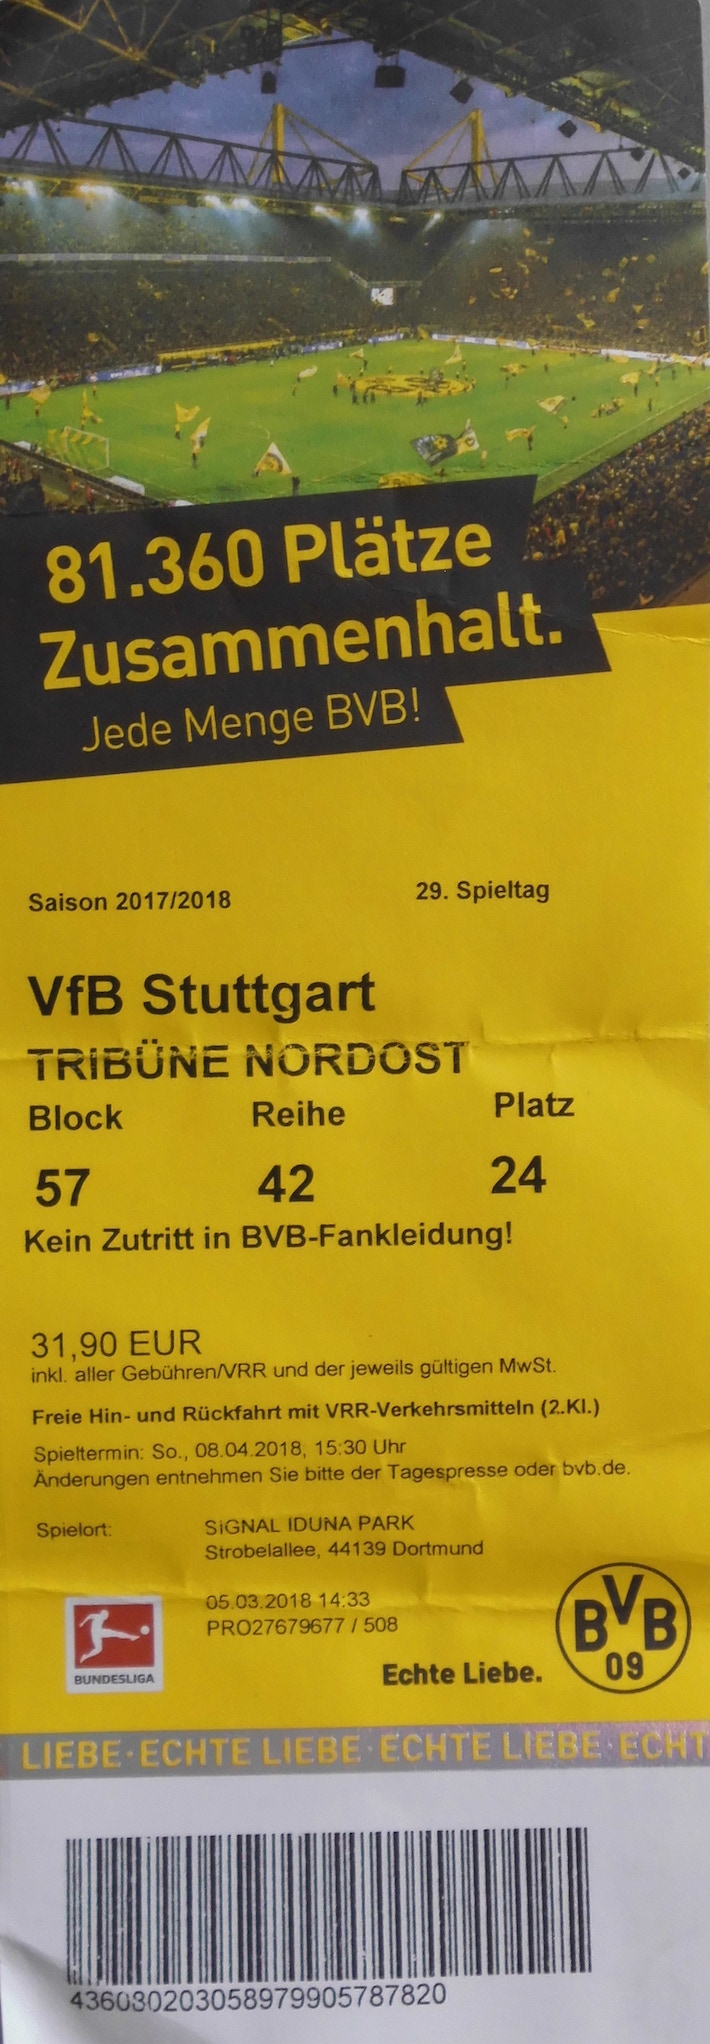 81.360 Plätze
Zusammenhalt.
Jede Menge BVB!
Saison 2017/2018 29. Spieltag
VfB Stuttgart
TRIBÜNE NORDOST
Block Reihe Platz
57 42 24
Kein Zutritt in BVB-Fankleidung!
31,90 EUR
inkl. aller Gebühren/VRR und der jeweils gültigen MwSt.
Freie Hin- und Rückfahrt mit VRR-Verkehrsmitteln (2.Kl.)
Spieltermin: So., 08.04.2018, 15:30 Uhr
Änderungen entnehmen Sie bitte der Tagespresse oder bvb.de.
Spielort: SiGNAL IDUNA PARK
Strobelallee, 44139 Dortmund
05.03.2018 14:33
PRO27679677 / 508
BUNDESLIGA
Echte Liebe.
BVB
09
LIEBE·ECHTE LIEBE·ECHTE LIEBE·ECHT
436080203058979905787820